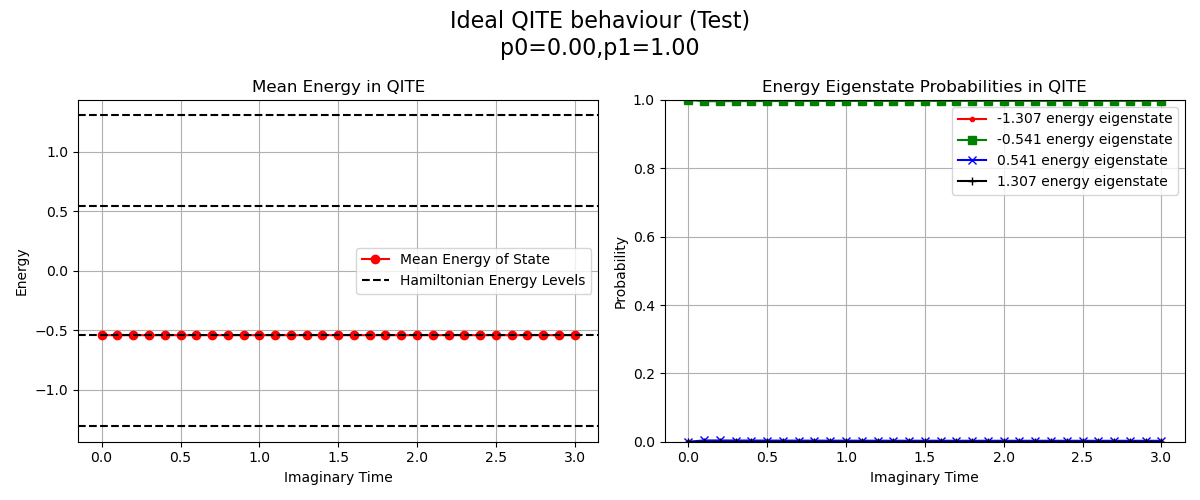 Ideal QITE behaviour (Test)
p0=0.00,p1=1.00
Mean Energy in QITE
Energy
1.0
0.5
0.0
−0.5
−1.0
Mean Energy of State
Hamiltonian Energy Levels
0.0 0.5 1.0 1.5 2.0 2.5 3.0
Imaginary Time
Energy Eigenstate Probabilities in QITE
Probability
1.0
0.8
0.6
0.4
0.2
0.0
-1.307 energy eigenstate
-0.541 energy eigenstate
0.541 energy eigenstate
1.307 energy eigenstate
0.0 0.5 1.0 1.5 2.0 2.5 3.0
Imaginary Time